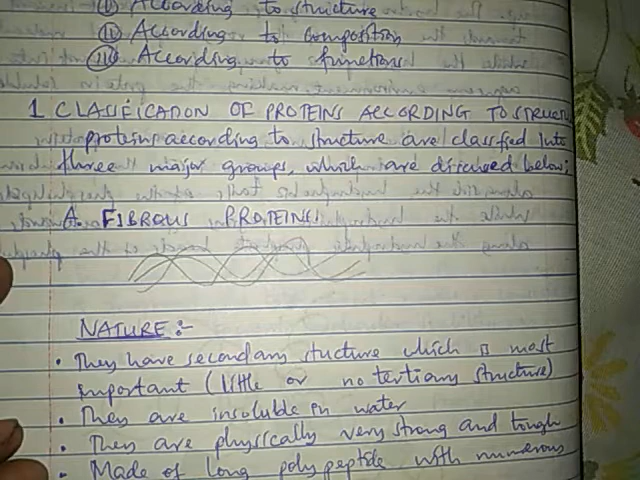 (i) According to structure
(ii) According to composition
(iii) According to functions
1 CLASSIFICATION OF PROTEINS ACCORDING TO STRUCTU
proteins according to structure are classified into
three major groups, which are discussed below;
A. FIBROUS PROTEINS:
NATURE :-
• They have secondary structure which is most
important (little or no tertiary structure)
• They are insoluble in water
• They are physically very strong and tough
• Made of long polypeptide with numerous